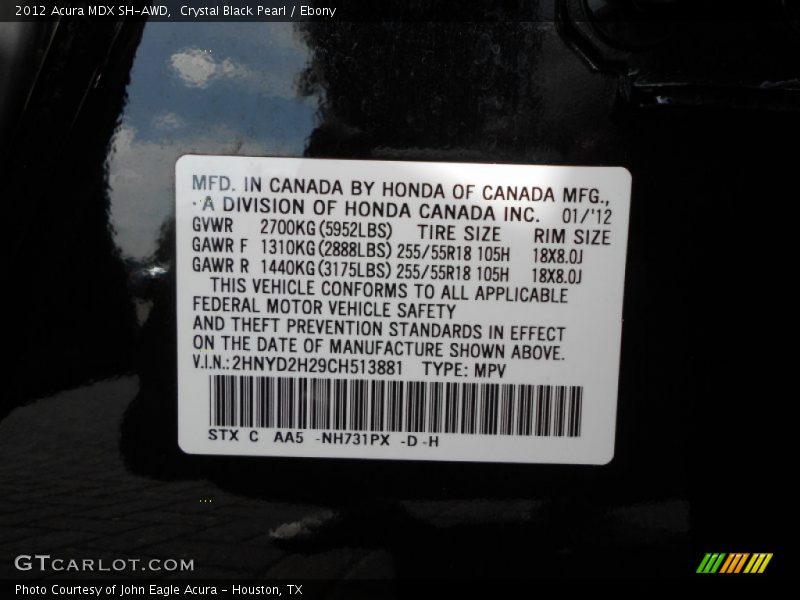 2012 Acura MDX SH-AWD,  Crystal Black Pearl / Ebony
MFD. IN CANADA BY HONDA OF CANADA MFG.,
A DIVISION OF HONDA CANADA INC.  01/'12
GVWR  2700KG(5952LBS)  TIRE SIZE  RIM SIZE
GAWR F  1310KG(2888LBS) 255/55R18 105H  18X8.0J
GAWR R  1440KG(3175LBS) 255/55R18 105H  18X8.0J
THIS VEHICLE CONFORMS TO ALL APPLICABLE
FEDERAL MOTOR VEHICLE SAFETY
AND THEFT PREVENTION STANDARDS IN EFFECT
ON THE DATE OF MANUFACTURE SHOWN ABOVE.
V.I.N.:2HNYD2H29CH513881  TYPE: MPV
STX C  AA5  -NH731PX  -D -H
GTCARLOT.COM
Photo Courtesy of John Eagle Acura - Houston, TX